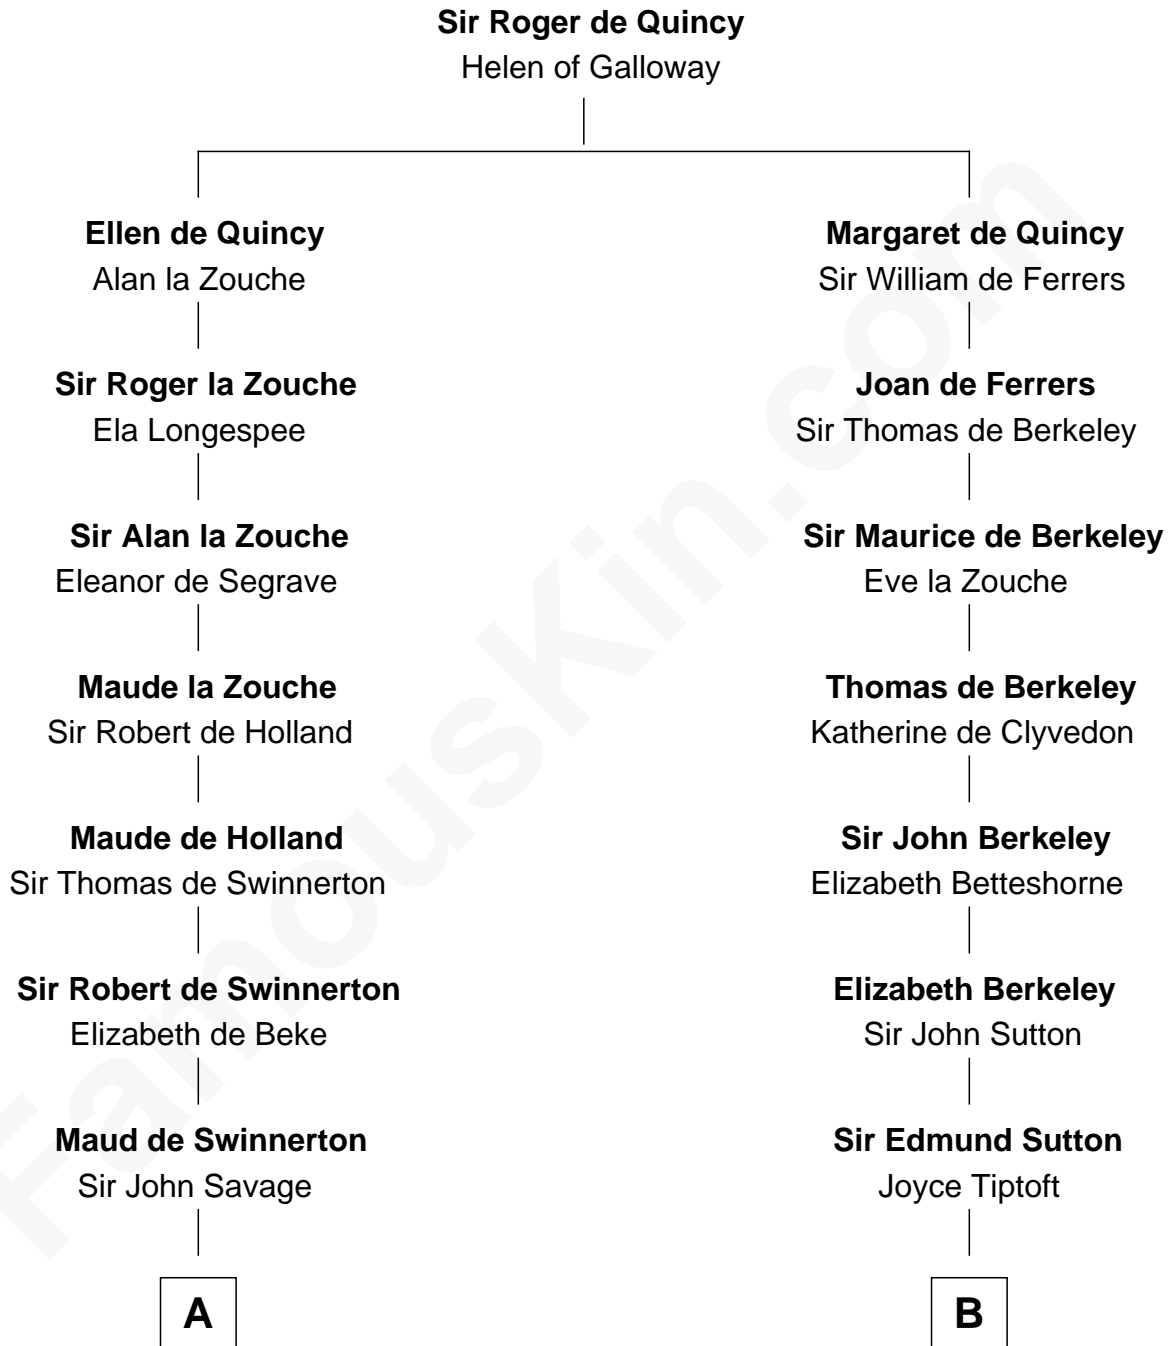 Sir Roger de Quincy
Helen of Galloway
Ellen de Quincy
Alan la Zouche
Margaret de Quincy
Sir William de Ferrers
Sir Roger la Zouche
Ela Longespee
Joan de Ferrers
Sir Thomas de Berkeley
Sir Alan la Zouche
Eleanor de Segrave
Sir Maurice de Berkeley
Eve la Zouche
Maude la Zouche
Sir Robert de Holland
Thomas de Berkeley
Katherine de Clyvedon
Maude de Holland
Sir Thomas de Swinnerton
Sir John Berkeley
Elizabeth Betteshorne
Sir Robert de Swinnerton
Elizabeth de Beke
Elizabeth Berkeley
Sir John Sutton
Maud de Swinnerton
Sir John Savage
Sir Edmund Sutton
Joyce Tiptoft
A
B
FamousKin.com